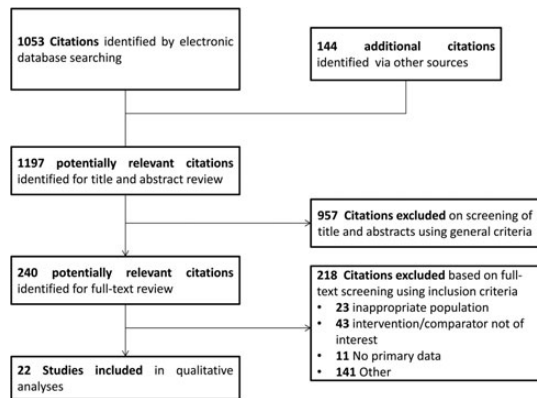 1053 Citations identified by electronic
database searching
144 additional citations
identified via other sources
1197 potentially relevant citations
identified for title and abstract review
957 Citations excluded on screening of
title and abstracts using general criteria
240 potentially relevant citations
identified for full-text review
218 Citations excluded based on full-
text screening using inclusion criteria
• 23 inappropriate population
• 43 intervention/comparator not of
interest
• 11 No primary data
• 141 Other
22 Studies included in qualitative
analyses